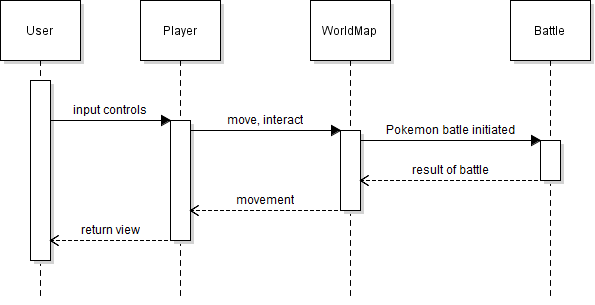 User
Player
WorldMap
Battle
input controls
move, interact
Pokemon batle initiated
result of battle
movement
return view